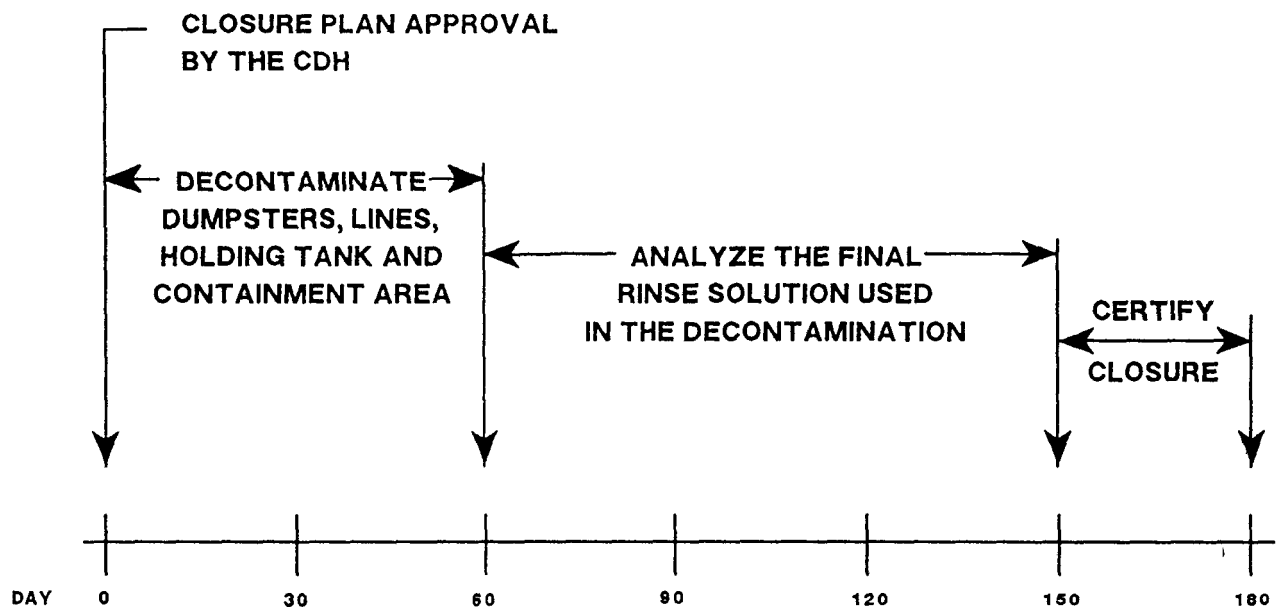 CLOSURE PLAN APPROVAL
BY THE CDH
DECONTAMINATE
DUMPSTERS, LINES,
HOLDING TANK AND
CONTAINMENT AREA
ANALYZE THE FINAL
RINSE SOLUTION USED
IN THE DECONTAMINATION
CERTIFY
CLOSURE
DAY 0 30 60 90 120 150 180